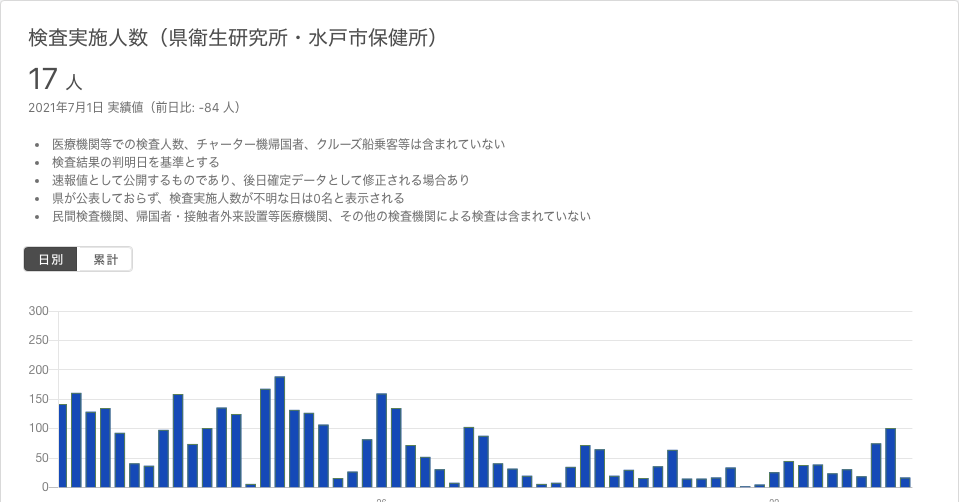 検査実施人数（県衛生研究所・水戸市保健所）
17 人
2021年7月1日 実績値（前日比: -84 人）
医療機関等での検査人数、チャーター機帰国者、クルーズ船乗客等は含まれていない
検査結果の判明日を基準とする
速報値として公開するものであり、後日確定データとして修正される場合あり
県が公表しておらず、検査実施人数が不明な日は0名と表示される
民間検査機関、帰国者・接触者外来設置等医療機関、その他の検査機関による検査は含まれていない
日別 累計
300
250
200
150
100
50
0